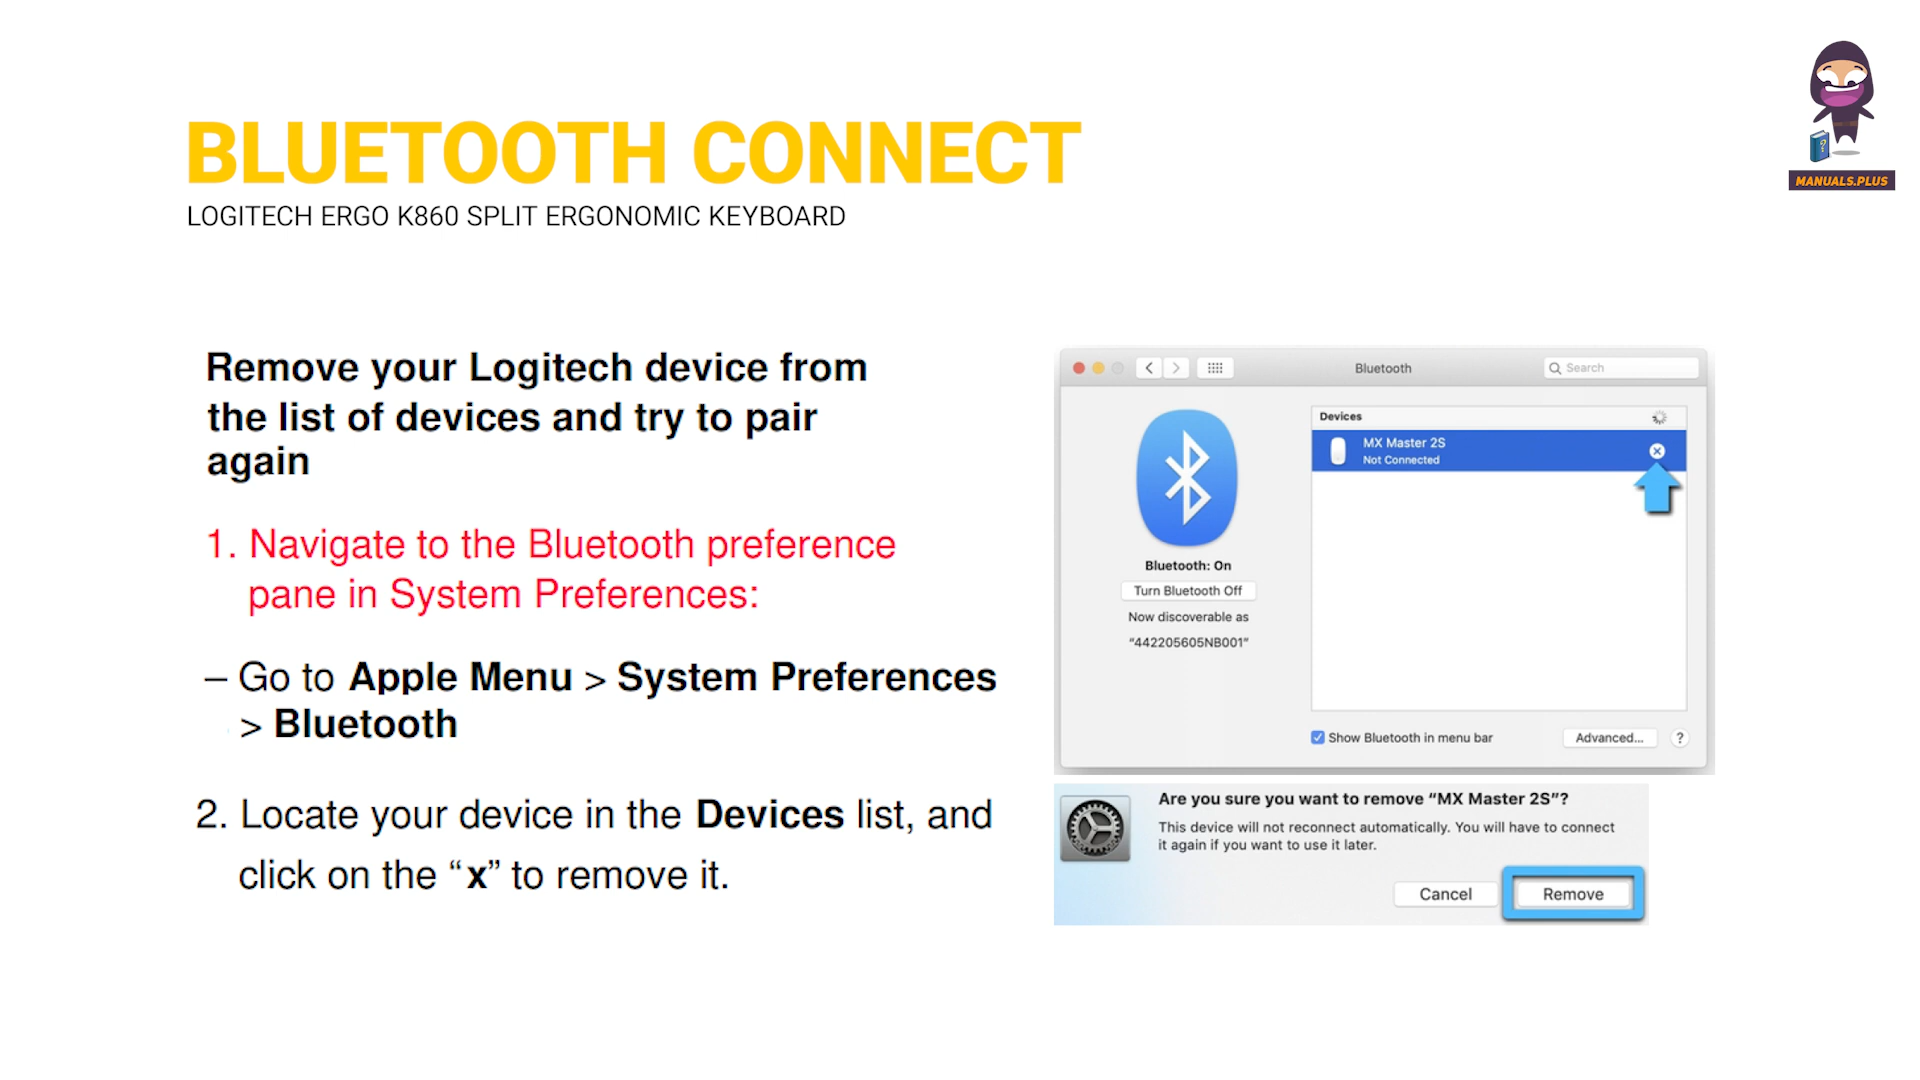 MANUALS.PLUS
BLUETOOTH CONNECT
LOGITECH ERGO K860 SPLIT ERGONOMIC KEYBOARD
Remove your Logitech device from
the list of devices and try to pair
again
1. Navigate to the Bluetooth preference
pane in System Preferences:
– Go to Apple Menu > System Preferences
> Bluetooth
2. Locate your device in the Devices list, and
click on the “x” to remove it.
Bluetooth
Search
Devices
MX Master 2S
Not Connected
Bluetooth: On
Turn Bluetooth Off
Now discoverable as
“442205605NB001”
Show Bluetooth in menu bar
Advanced...
?
Are you sure you want to remove “MX Master 2S”?
This device will not reconnect automatically. You will have to connect
it again if you want to use it later.
Cancel
Remove